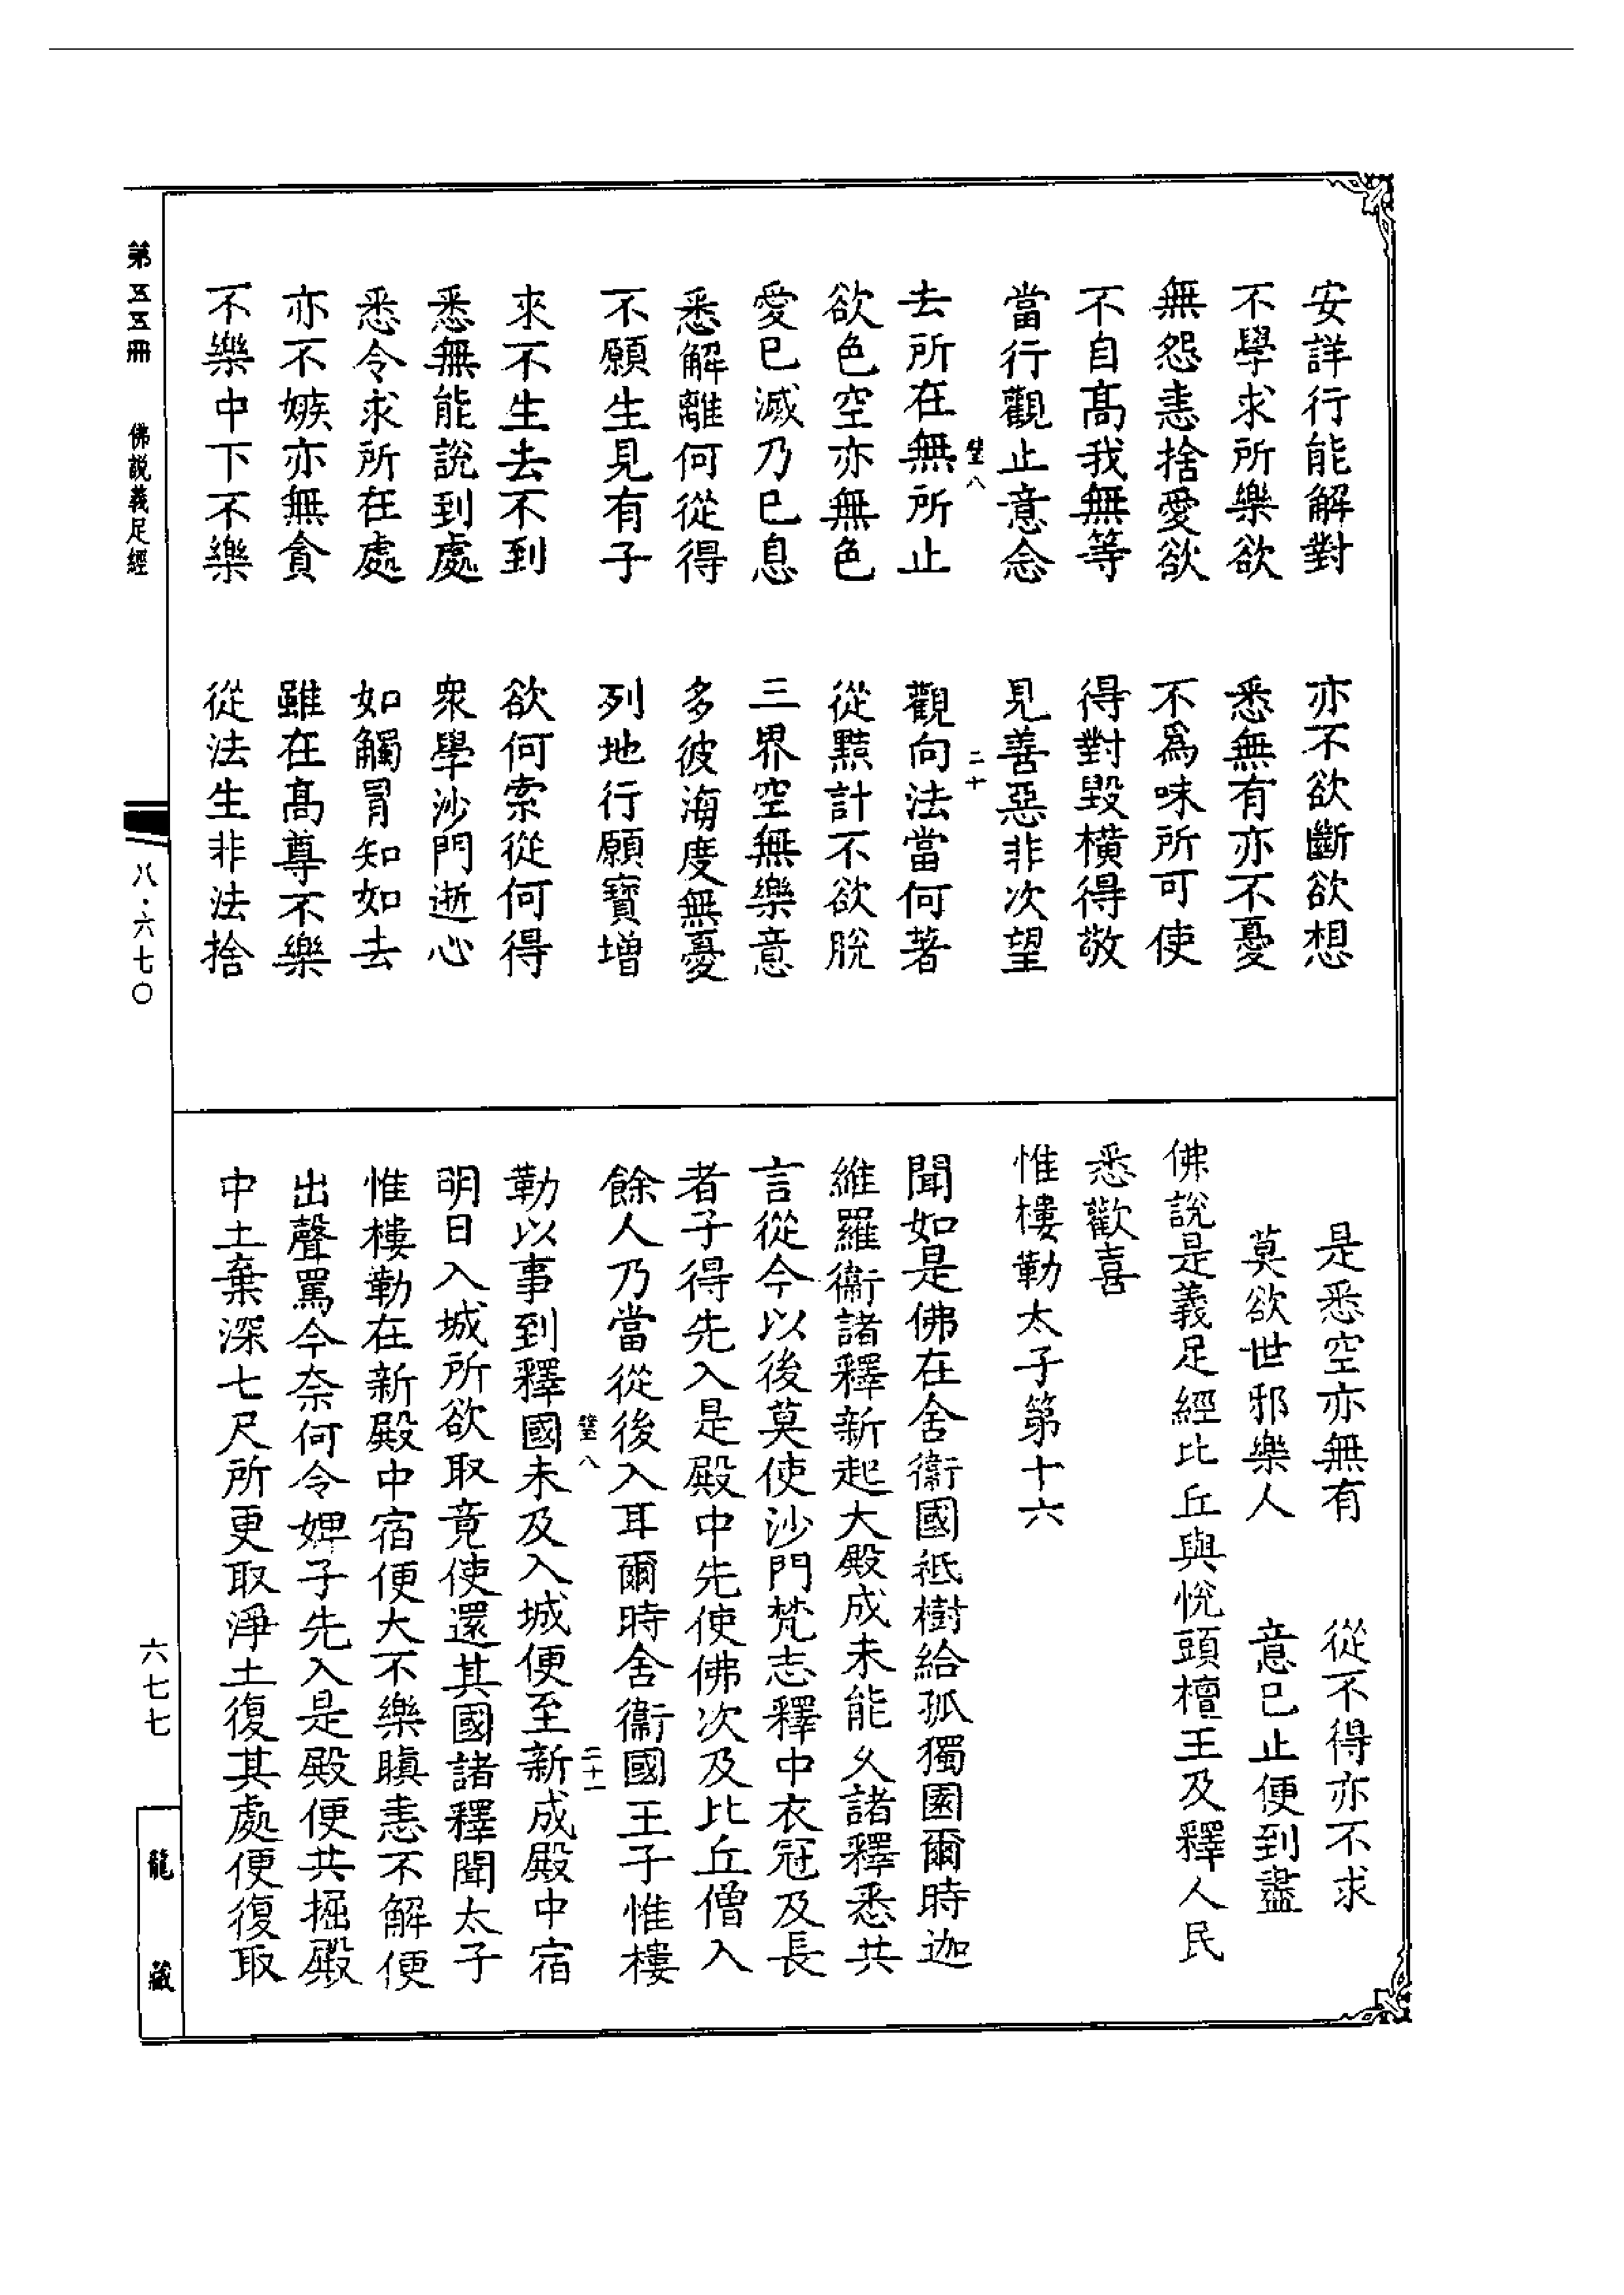 安詳行能解對　亦不欲斷欲想
不學求所樂欲　悉無有亦不憂
無怨恚捨愛欲　不爲味所可使
不自高我無等　得對毀橫得敬
當行觀止意念　見善惡非次望
八　二十
去所在無所止　觀向法當何著
欲色空亦無色　從黠計不欲脫
愛已滅乃已息　三界空無樂意
悉解離何從得　多彼海度無憂
不願生見有子　列地行願寶增
來不生去不到　欲何索從何得
悉無能說到處　衆學沙門逝心
悉令求所在處　如觸冒知如去
亦不嫉亦無貪　雖在高尊不樂
不樂中下不樂　從法生非法捨
是悉空亦無有　從不得亦不求
莫欲世邪樂人　意已止便到盡
佛說是義足經比丘與悅頭檀王及釋人民
悉歡喜
惟樓勒太子第十六
聞如是佛在舍衞國祇樹給孤獨園爾時迦
維羅衞諸釋新起大殿成未能久諸釋悉共
言從今以後莫使沙門梵志釋中衣冠及長
者子得先入是殿中先使佛次及比丘僧入
餘人乃當從後入耳爾時舍衞國王子惟樓
八　二十一
勒以事到釋國未及入城便至新成殿中宿
明日入城所欲取竟使還其國諸釋聞太子
惟樓勒在新殿中宿便大不樂瞋恚不解便
出聲罵今奈何令婢子先入是殿便共掘殿
中土棄深七尺所更取淨土復其處便復取
第五五冊　佛說義足經
八·六七〇
六七七
龍藏